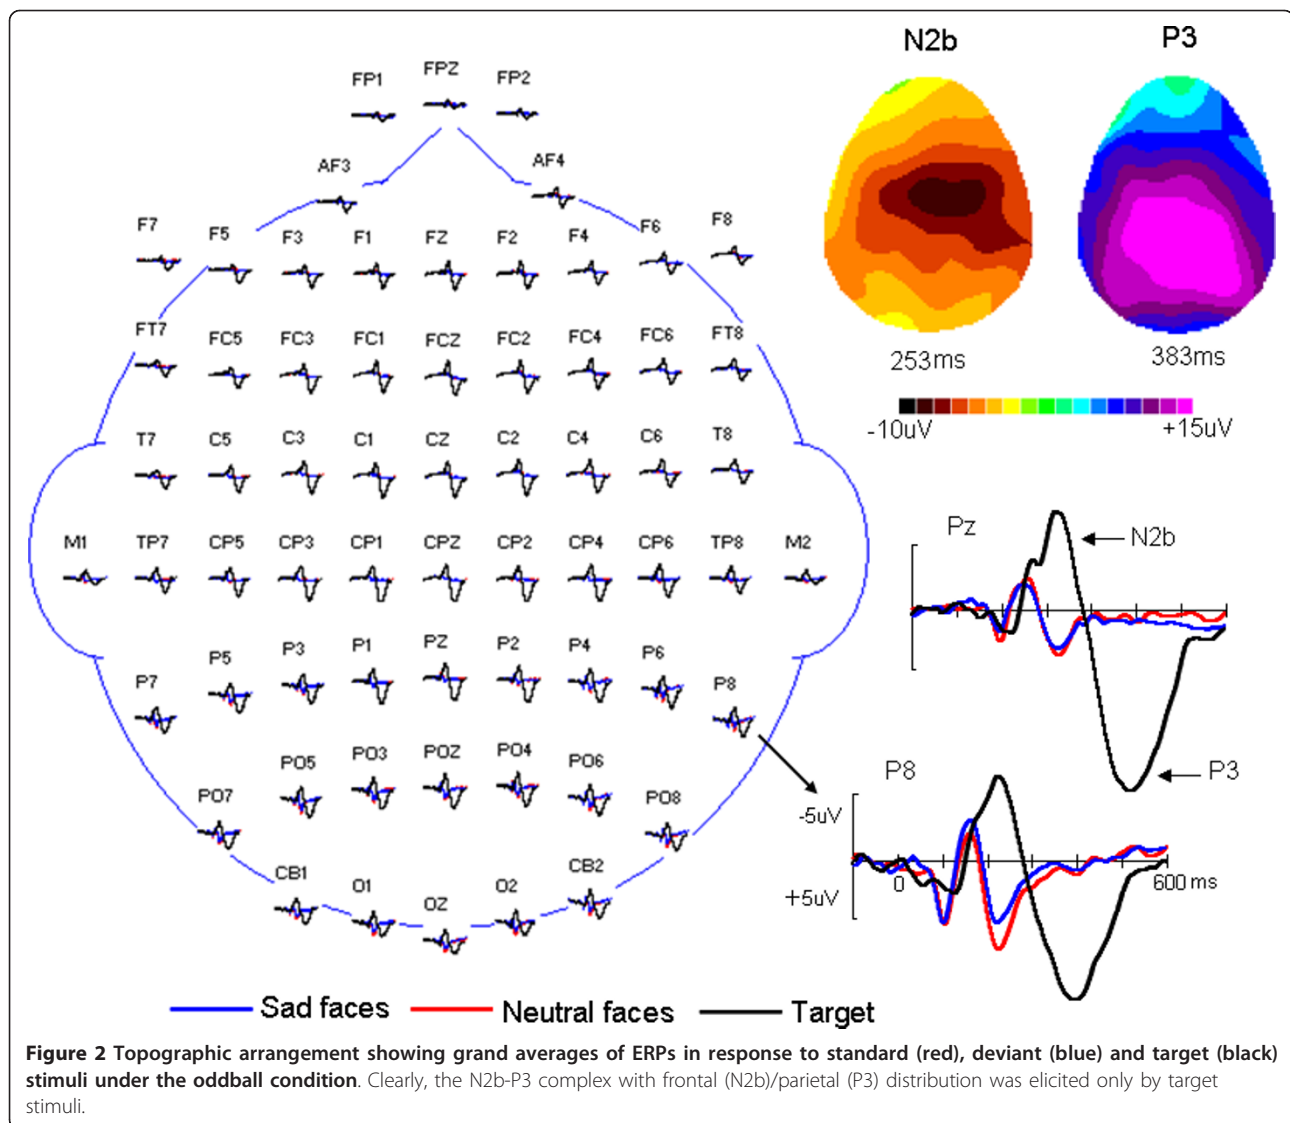 N2b P3
FP1 FPZ FP2
AF3 AF4
F7 F5 F3 F1 FZ F2 F4 F6 F8
FT7 FC5 FC3 FC1 FCZ FC2 FC4 FC6 FT8
253ms 383ms
-10uV +15uV
T7 C5 C3 C1 CZ C2 C4 C6 T8
M1 TP7 CP5 CP3 CP1 CPZ CP2 CP4 CP6 TP8 M2
Pz N2b
P7 P5 P3 P1 PZ P2 P4 P6 P8
PO7 PO5 PO3 POZ PO4 PO6 PO8
P8 P3
-5uV
+5uV 0 600 ms
CB1 O1 OZ O2 CB2
Sad faces Neutral faces Target
Figure 2 Topographic arrangement showing grand averages of ERPs in response to standard (red), deviant (blue) and target (black)
stimuli under the oddball condition. Clearly, the N2b-P3 complex with frontal (N2b)/parietal (P3) distribution was elicited only by target
stimuli.